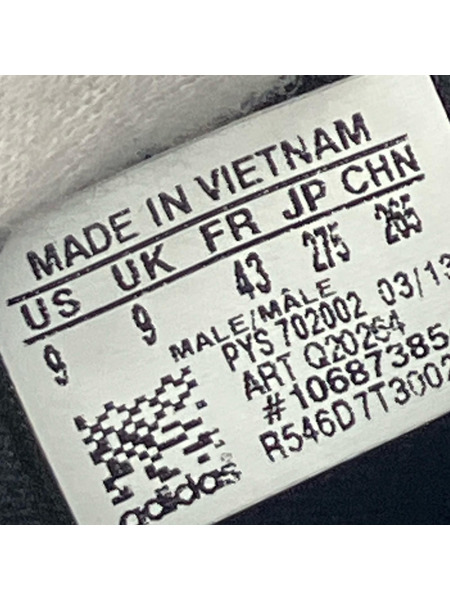 MADE IN VIETNAM
US UK FR JP CHN
9 9 43 275 265
MALE/MÂLE
PYS 702002 03/13
ART Q20264
#10687385
R546D7T3002
adidas